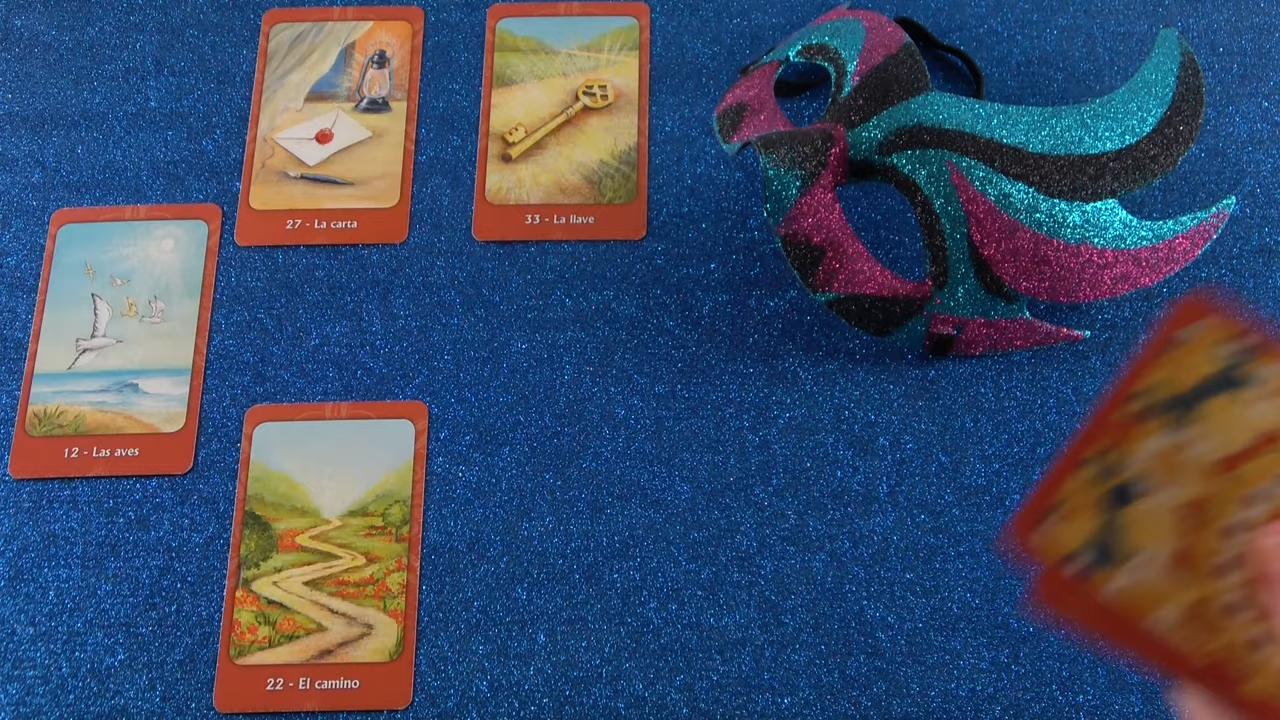 27 - La carta
33 - La llave
12 - Las aves
22 - El camino